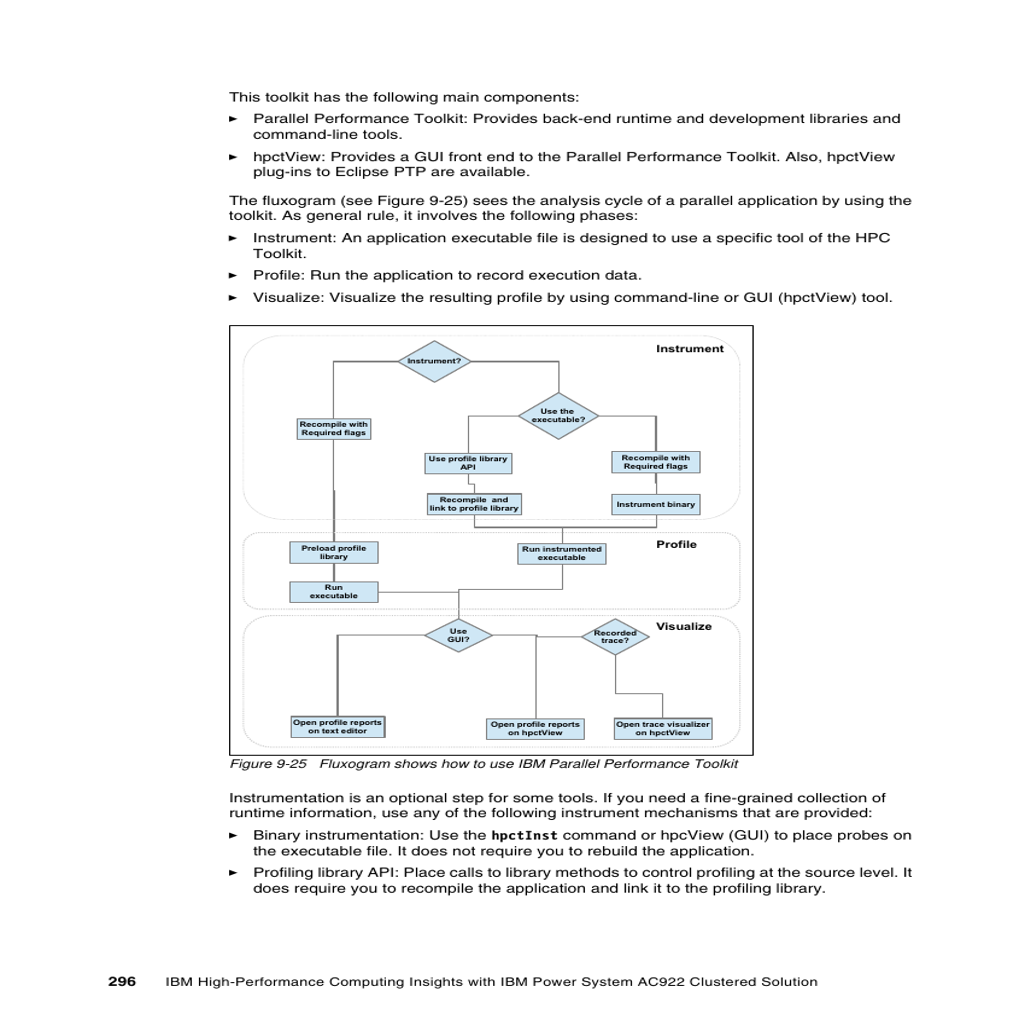 This toolkit has the following main components:
► Parallel Performance Toolkit: Provides back-end runtime and development libraries and
command-line tools.
► hpctView: Provides a GUI front end to the Parallel Performance Toolkit. Also, hpctView
plug-ins to Eclipse PTP are available.
The fluxogram (see Figure 9-25) sees the analysis cycle of a parallel application by using the
toolkit. As general rule, it involves the following phases:
► Instrument: An application executable file is designed to use a specific tool of the HPC
Toolkit.
► Profile: Run the application to record execution data.
► Visualize: Visualize the resulting profile by using command-line or GUI (hpctView) tool.
Instrument
Instrument?
Use the
executable?
Recompile with
Required flags
Use profile library
API
Recompile with
Required flags
Recompile and
link to profile library
Instrument binary
Profile
Preload profile
library
Run instrumented
executable
Run
executable
Visualize
Use
GUI?
Recorded
trace?
Open profile reports
on text editor
Open profile reports
on hpctView
Open trace visualizer
on hpctView
Figure 9-25 Fluxogram shows how to use IBM Parallel Performance Toolkit
Instrumentation is an optional step for some tools. If you need a fine-grained collection of
runtime information, use any of the following instrument mechanisms that are provided:
► Binary instrumentation: Use the hpctInst command or hpcView (GUI) to place probes on
the executable file. It does not require you to rebuild the application.
► Profiling library API: Place calls to library methods to control profiling at the source level. It
does require you to recompile the application and link it to the profiling library.
296 IBM High-Performance Computing Insights with IBM Power System AC922 Clustered Solution